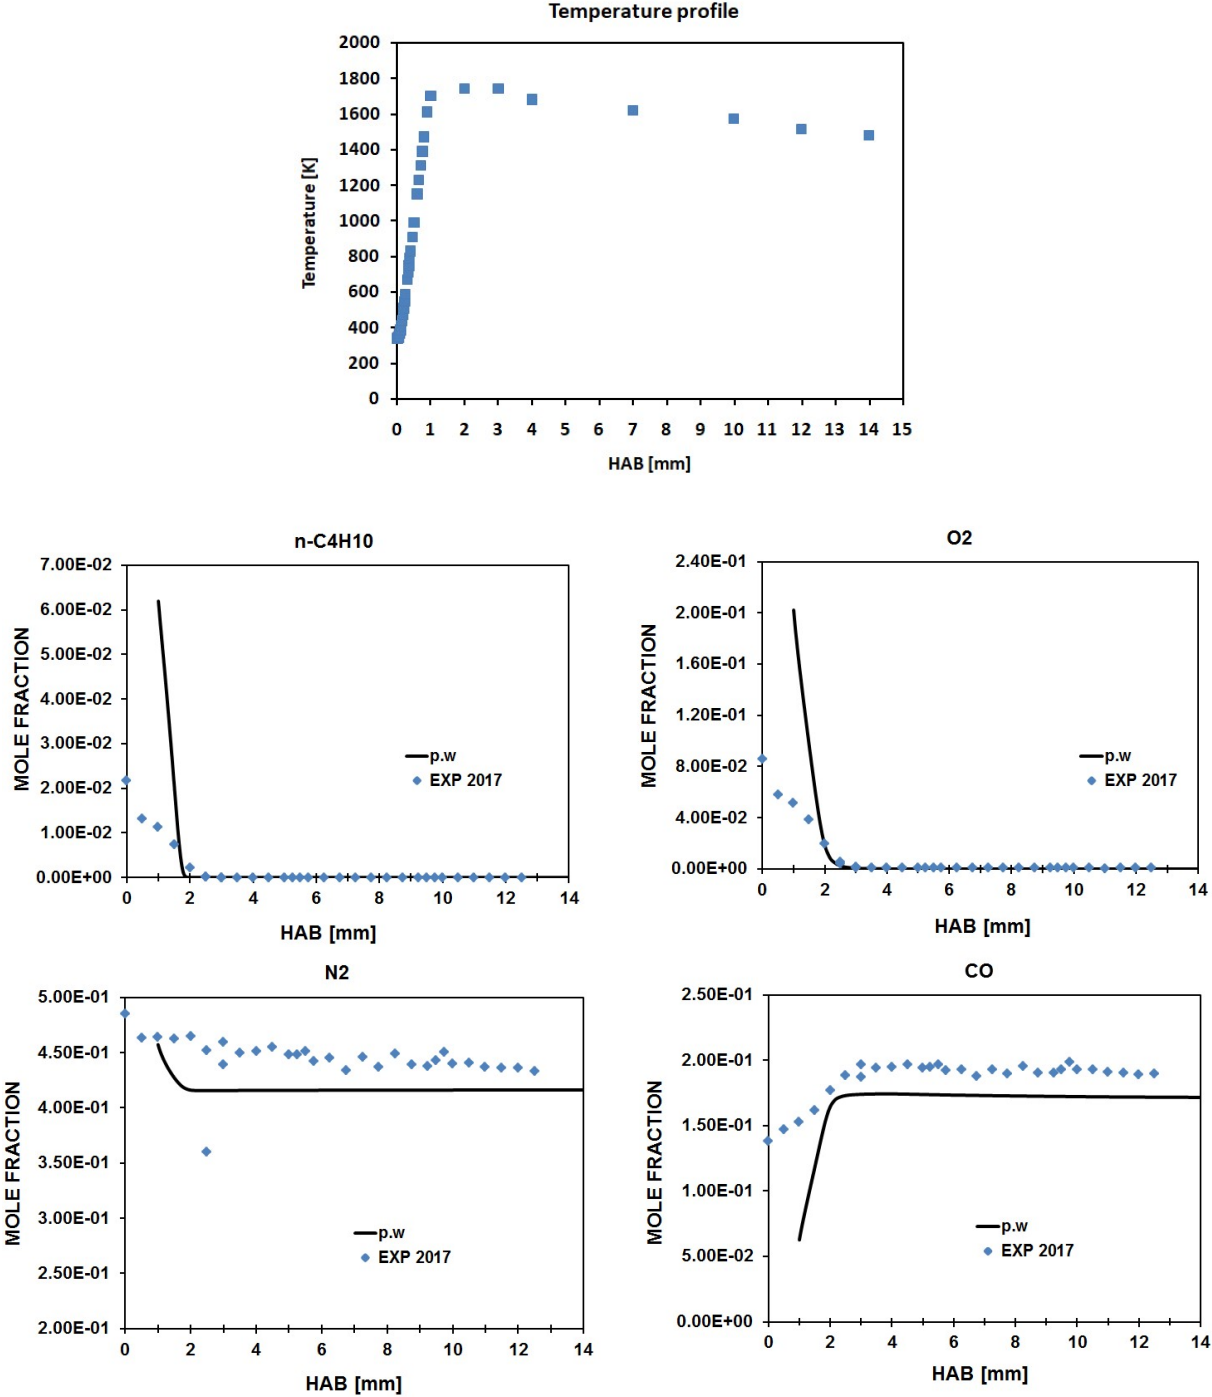 Temperature profile
2000
1800
1600
1400
1200
1000
800
600
400
200
0
Temperature [K]
0 1 2 3 4 5 6 7 8 9 10 11 12 13 14 15
HAB [mm]
n-C4H10
7.00E-02
6.00E-02
5.00E-02
4.00E-02
3.00E-02
2.00E-02
1.00E-02
0.00E+00
MOLE FRACTION
p.w
EXP 2017
0 2 4 6 8 10 12 14
HAB [mm]
O2
2.40E-01
2.00E-01
1.60E-01
1.20E-01
8.00E-02
4.00E-02
0.00E+00
MOLE FRACTION
p.w
EXP 2017
0 2 4 6 8 10 12 14
HAB [mm]
N2
5.00E-01
4.50E-01
4.00E-01
3.50E-01
3.00E-01
2.50E-01
2.00E-01
MOLE FRACTION
p.w
EXP 2017
0 2 4 6 8 10 12 14
HAB [mm]
CO
2.50E-01
2.00E-01
1.50E-01
1.00E-01
5.00E-02
0.00E+00
MOLE FRACTION
p.w
EXP 2017
0 2 4 6 8 10 12 14
HAB [mm]